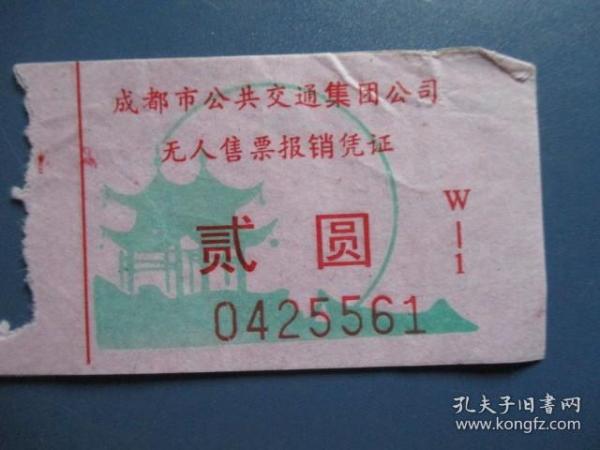 成都市公共交通集团公司
无人售票报销凭证
贰圆
W-1
0425561
孔夫子旧书网
www.kongfz.com